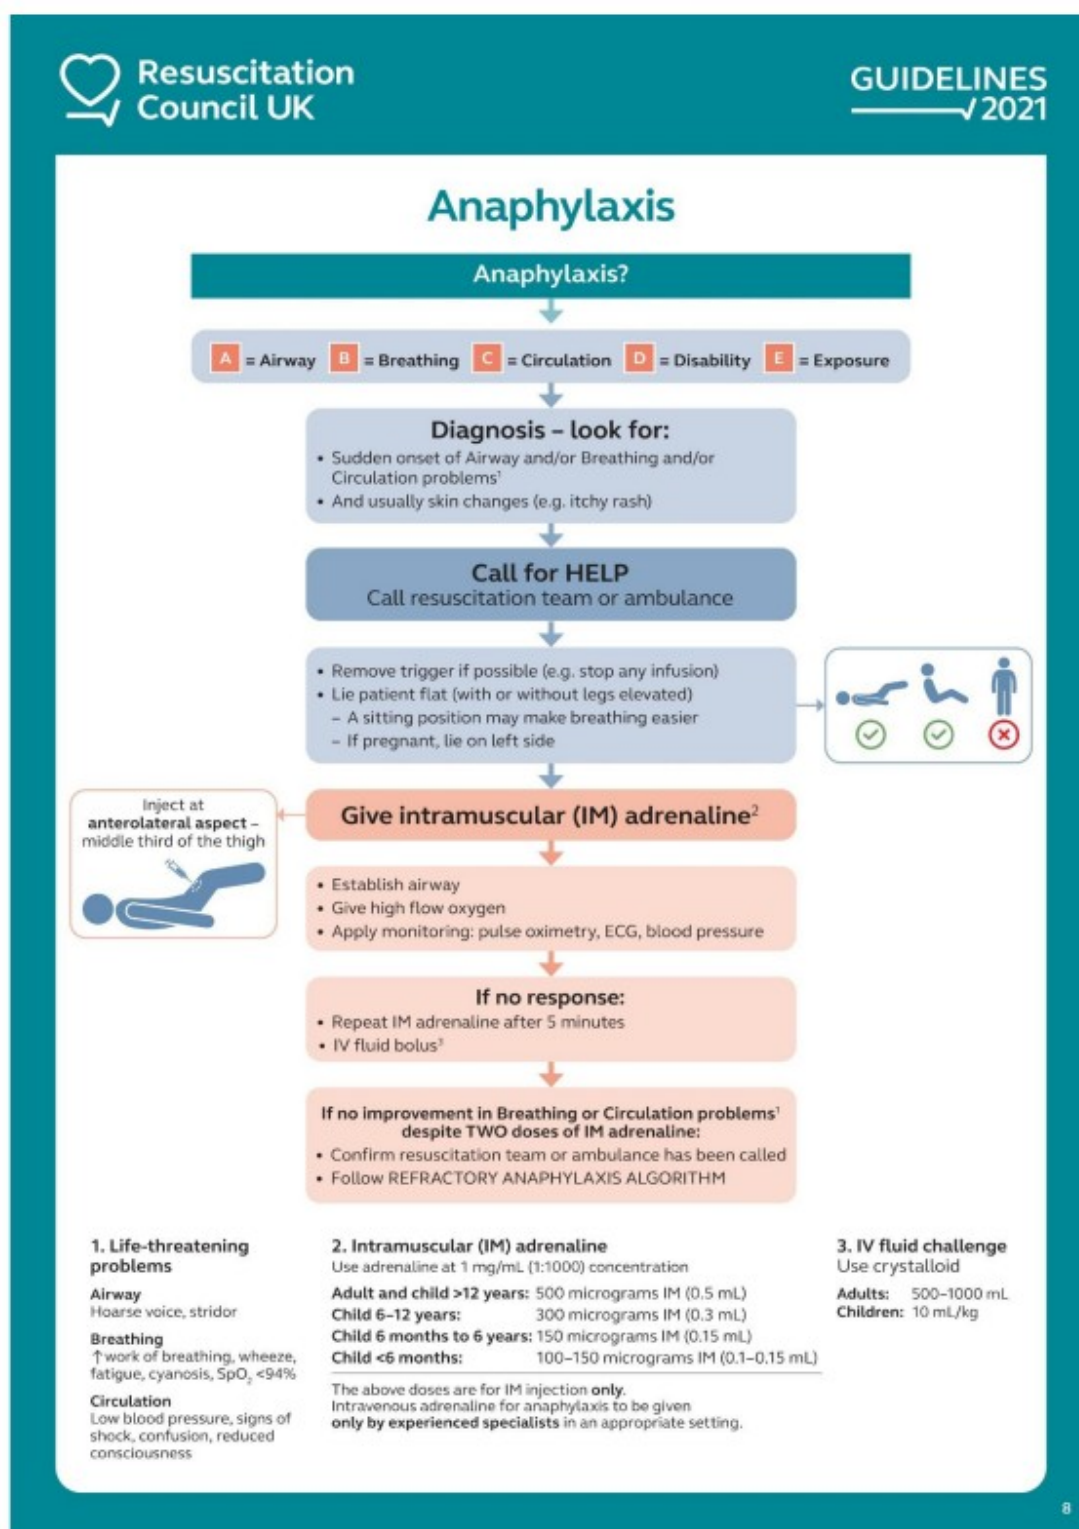 Resuscitation
Council UK
GUIDELINES
2021
Anaphylaxis
Anaphylaxis?
A = Airway B = Breathing C = Circulation D = Disability E = Exposure
Diagnosis – look for:
• Sudden onset of Airway and/or Breathing and/or
Circulation problems¹
• And usually skin changes (e.g. itchy rash)
Call for HELP
Call resuscitation team or ambulance
• Remove trigger if possible (e.g. stop any infusion)
• Lie patient flat (with or without legs elevated)
– A sitting position may make breathing easier
– If pregnant, lie on left side
Inject at
anterolateral aspect –
middle third of the thigh
Give intramuscular (IM) adrenaline²
• Establish airway
• Give high flow oxygen
• Apply monitoring: pulse oximetry, ECG, blood pressure
If no response:
• Repeat IM adrenaline after 5 minutes
• IV fluid bolus³
If no improvement in Breathing or Circulation problems¹
despite TWO doses of IM adrenaline:
• Confirm resuscitation team or ambulance has been called
• Follow REFRACTORY ANAPHYLAXIS ALGORITHM
1. Life-threatening
problems
Airway
Hoarse voice, stridor
Breathing
↑work of breathing, wheeze,
fatigue, cyanosis, SpO₂ <94%
Circulation
Low blood pressure, signs of
shock, confusion, reduced
consciousness
2. Intramuscular (IM) adrenaline
Use adrenaline at 1 mg/mL (1:1000) concentration
Adult and child >12 years: 500 micrograms IM (0.5 mL)
Child 6–12 years: 300 micrograms IM (0.3 mL)
Child 6 months to 6 years: 150 micrograms IM (0.15 mL)
Child <6 months: 100–150 micrograms IM (0.1–0.15 mL)
The above doses are for IM injection only.
Intravenous adrenaline for anaphylaxis to be given
only by experienced specialists in an appropriate setting.
3. IV fluid challenge
Use crystalloid
Adults: 500–1000 mL
Children: 10 mL/kg
8